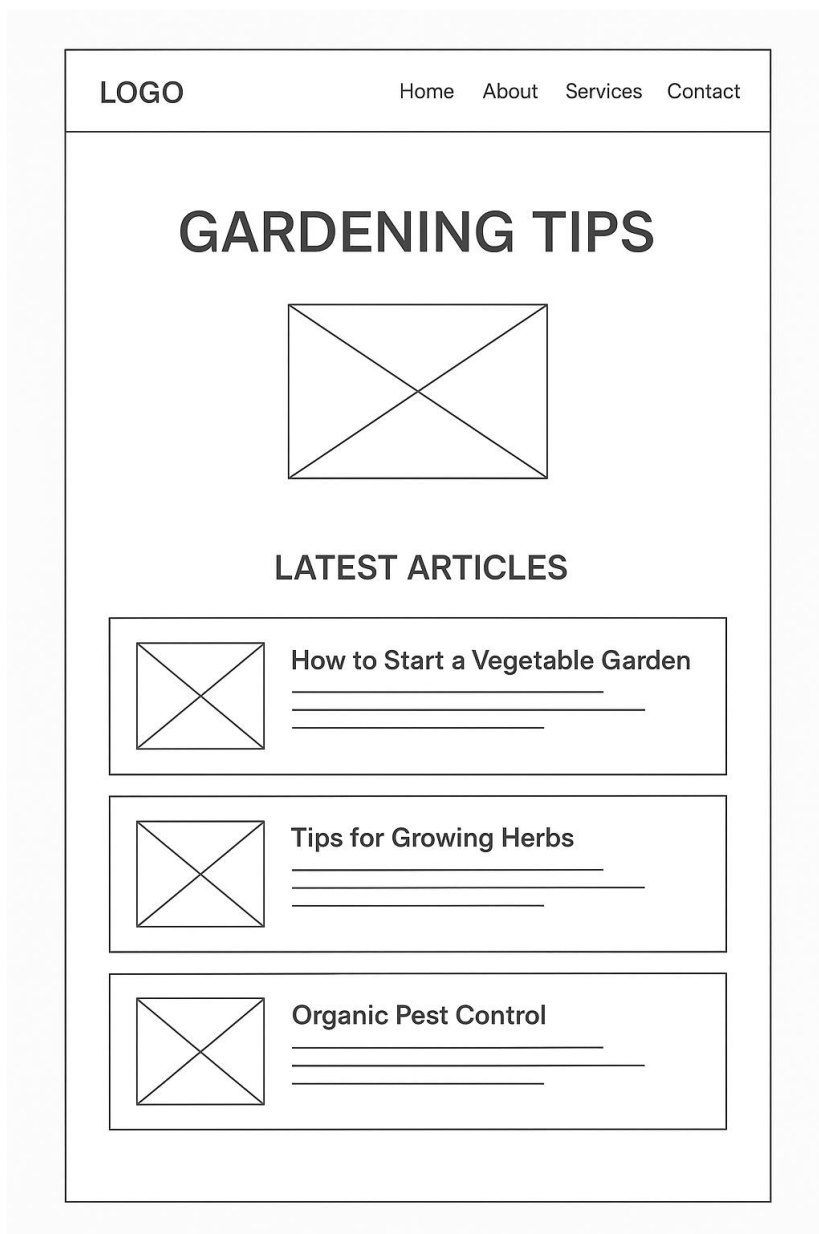 LOGO
Home About Services Contact
GARDENING TIPS
LATEST ARTICLES
How to Start a Vegetable Garden
Tips for Growing Herbs
Organic Pest Control